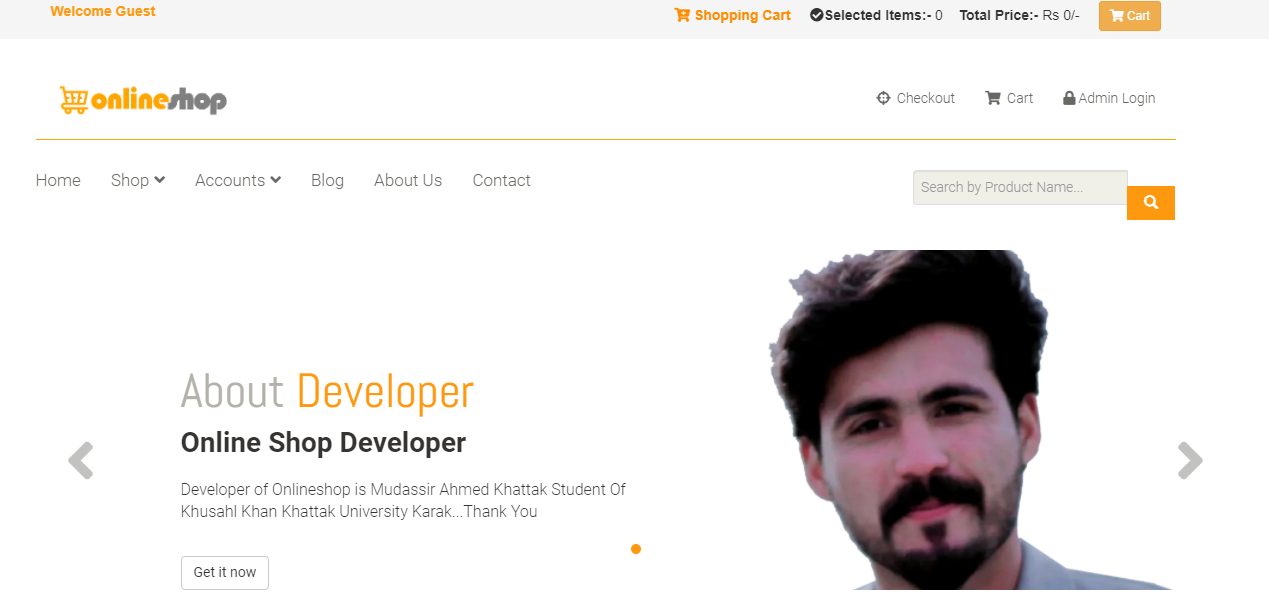 Welcome Guest
Shopping Cart Selected Items:- 0 Total Price:- Rs 0/- Cart
onlineshop
Checkout Cart Admin Login
Home Shop Accounts Blog About Us Contact
Search by Product Name...
About Developer
Online Shop Developer
Developer of Onlineshop is Mudassir Ahmed Khattak Student Of
Khusahl Khan Khattak University Karak...Thank You
Get it now